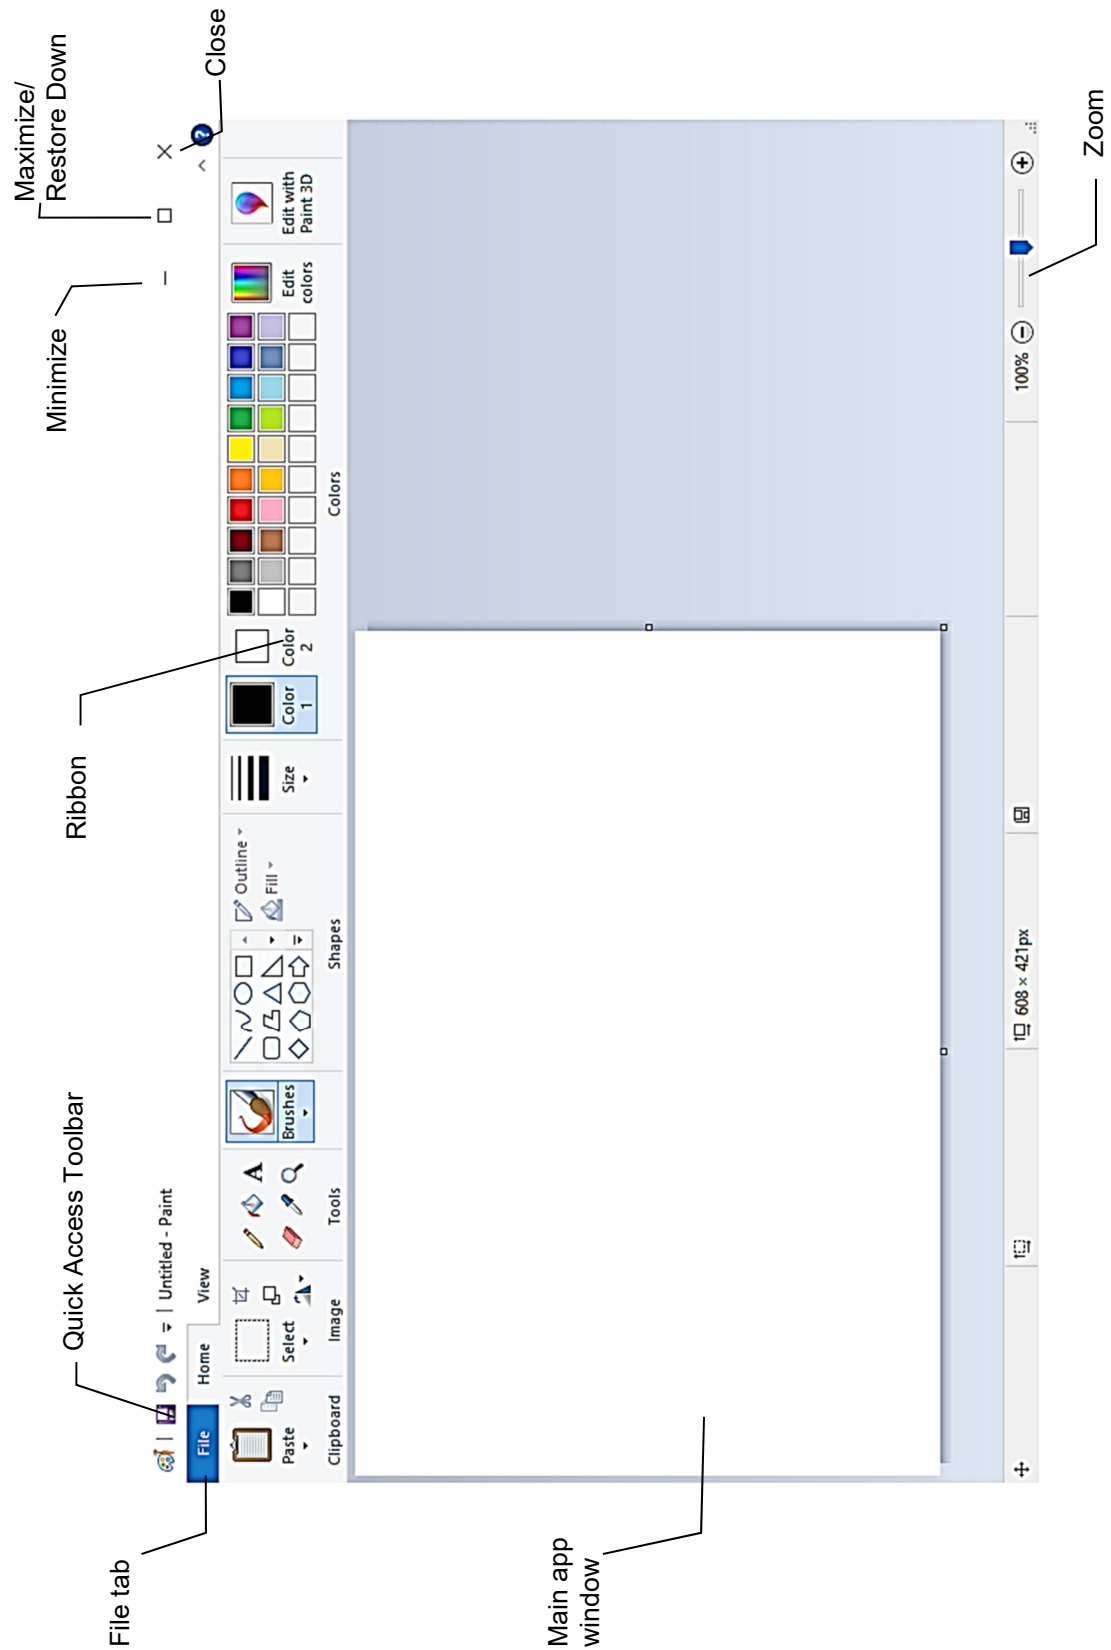 Quick Access Toolbar
Ribbon
Minimize
Maximize/
Restore Down
Close
File tab
Untitled - Paint
File
Home
View
Paste
Clipboard
Select
Image
A
Tools
Brushes
Outline
Fill
Shapes
Size
Color
1
Color
2
Colors
Edit
colors
Edit with
Paint 3D
?
Main app
window
608 × 421px
100%
Zoom